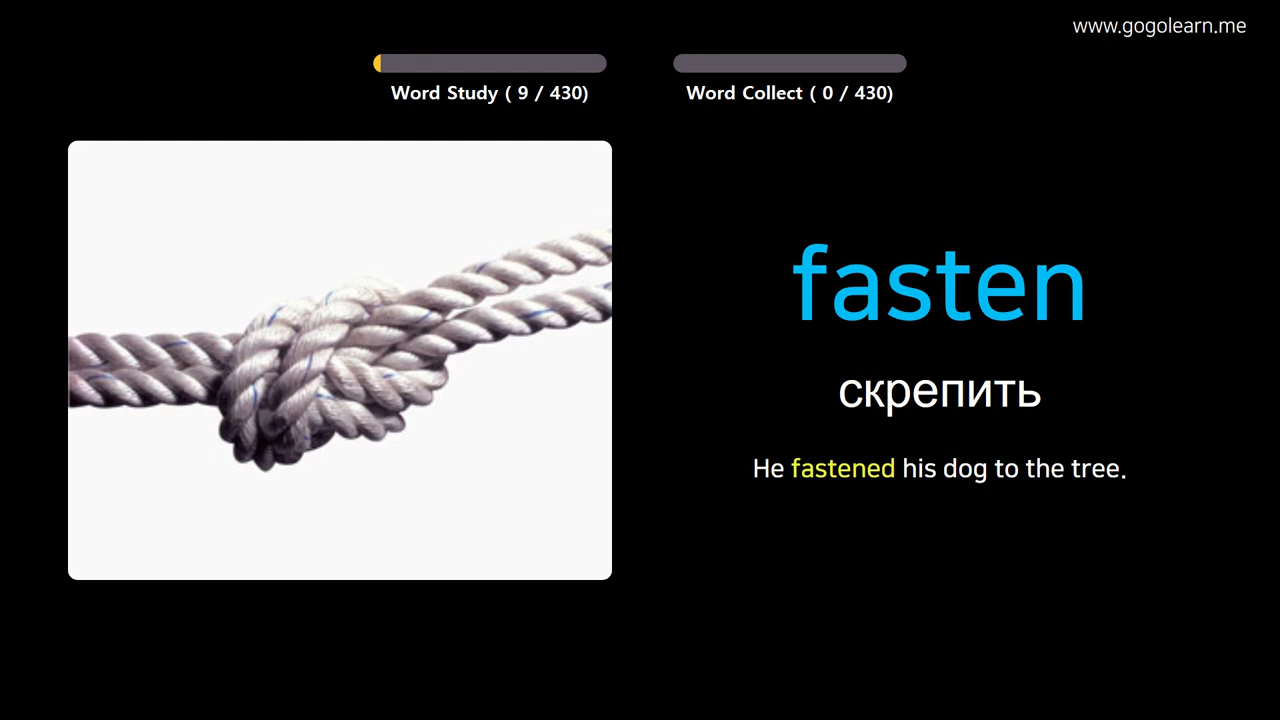 www.gogolearn.me
Word Study ( 9 / 430)
Word Collect ( 0 / 430)
fasten
скрепить
He fastened his dog to the tree.